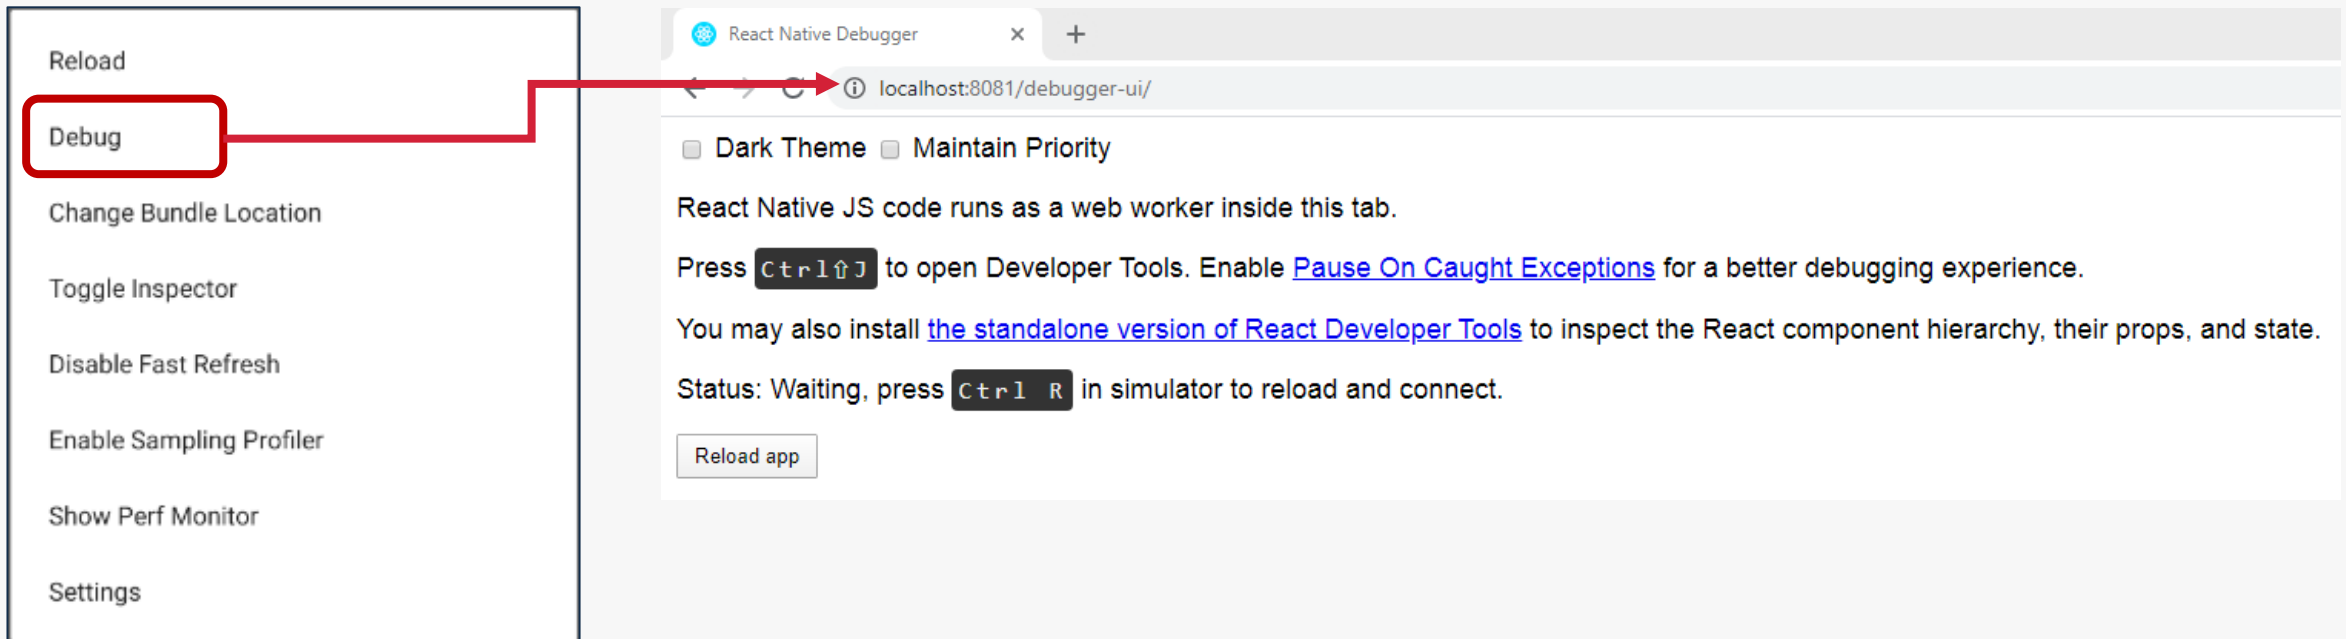 Reload
Debug
Change Bundle Location
Toggle Inspector
Disable Fast Refresh
Enable Sampling Profiler
Show Perf Monitor
Settings
React Native Debugger
localhost:8081/debugger-ui/
Dark Theme Maintain Priority
React Native JS code runs as a web worker inside this tab.
Press Ctrl⇧J to open Developer Tools. Enable Pause On Caught Exceptions for a better debugging experience.
You may also install the standalone version of React Developer Tools to inspect the React component hierarchy, their props, and state.
Status: Waiting, press Ctrl R in simulator to reload and connect.
Reload app